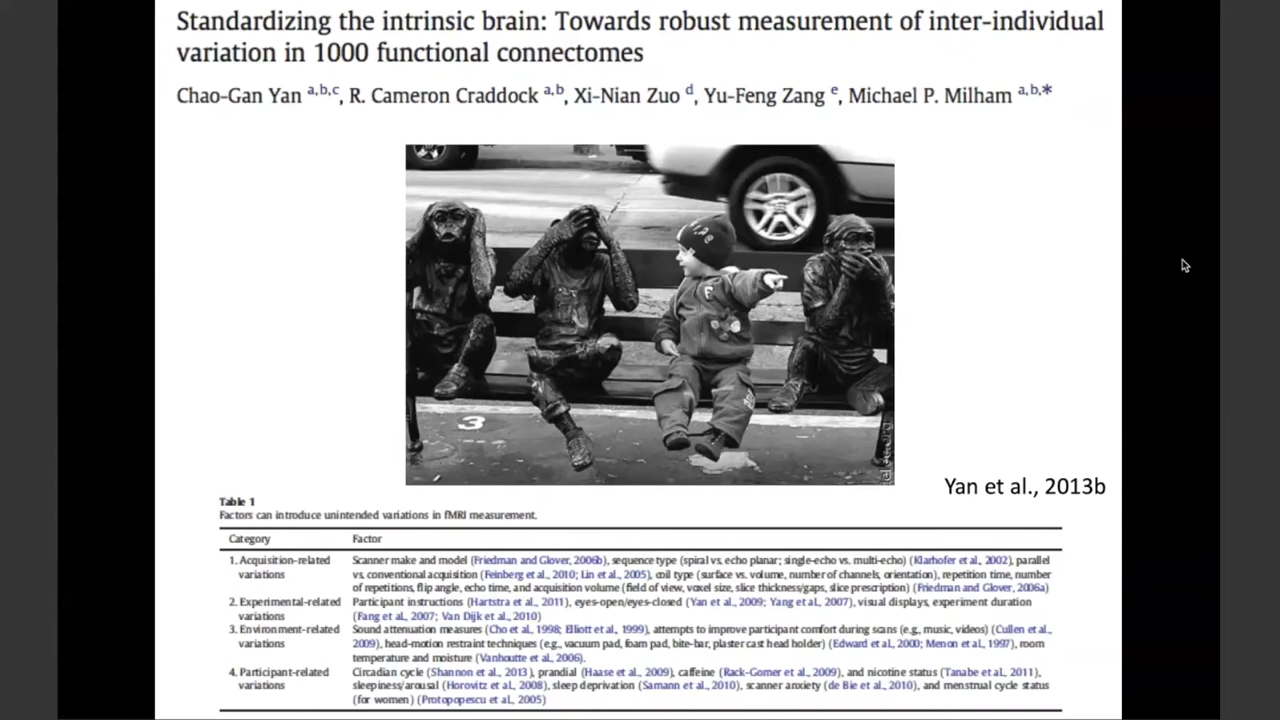 Standardizing the intrinsic brain: Towards robust measurement of inter-individual
variation in 1000 functional connectomes
Chao-Gan Yan a,b,c, R. Cameron Craddock a,b, Xi-Nian Zuo d, Yu-Feng Zang e, Michael P. Milham a,b,*
3
Yan et al., 2013b
Table 1
Factors can introduce unintended variations in fMRI measurement.
Category Factor
1. Acquisition-related Scanner make and model (Friedman and Glover, 2006b), sequence type (spiral vs. echo planar; single-echo vs. multi-echo) (Klarhofer et al., 2002), parallel
variations vs. conventional acquisition (Feinberg et al., 2010; Lin et al., 2005), coil type (surface vs. volume, number of channels, orientation), repetition time, number
of repetitions, flip angle, echo time, and acquisition volume (field of view, voxel size, slice thickness/gaps, slice prescription) (Friedman and Glover, 2006a)
2. Experimental-related Participant instructions (Hartstra et al., 2011), eyes-open/eyes-closed (Yan et al., 2009; Yang et al., 2007), visual displays, experiment duration
variations (Fang et al., 2007; Van Dijk et al., 2010)
3. Environment-related Sound attenuation measures (Cho et al., 1998; Elliott et al., 1999), attempts to improve participant comfort during scans (e.g., music, videos) (Cullen et al.,
variations 2009), head-motion restraint techniques (e.g., vacuum pad, foam pad, bite-bar, plaster cast head holder) (Edward et al., 2000; Menon et al., 1997), room
temperature and moisture (Vanhoutte et al., 2006).
4. Participant-related Circadian cycle (Shannon et al., 2013), prandial (Haase et al., 2009), caffeine (Rack-Gomer et al., 2009), and nicotine status (Tanabe et al., 2011),
variations sleepiness/arousal (Horovitz et al., 2008), sleep deprivation (Samann et al., 2010), scanner anxiety (de Bie et al., 2010), and menstrual cycle status
(for women) (Protopopescu et al., 2005)